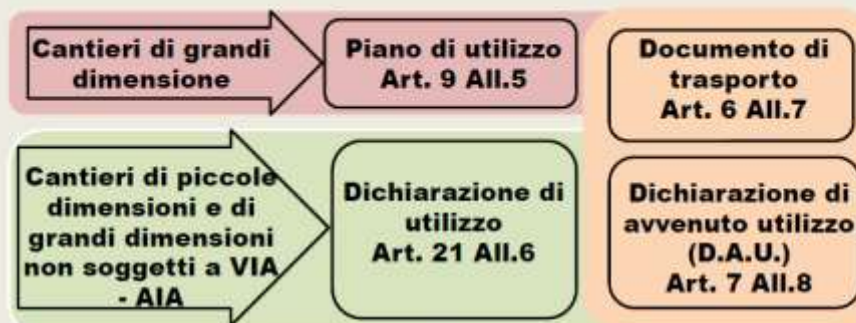 Cantieri di grandi
dimensione
Piano di utilizzo
Art. 9 All.5
Documento di
trasporto
Art. 6 All.7
Cantieri di piccole
dimensioni e di
grandi dimensioni
non soggetti a VIA
- AIA
Dichiarazione di
utilizzo
Art. 21 All.6
Dichiarazione di
avvenuto utilizzo
(D.A.U.)
Art. 7 All.8